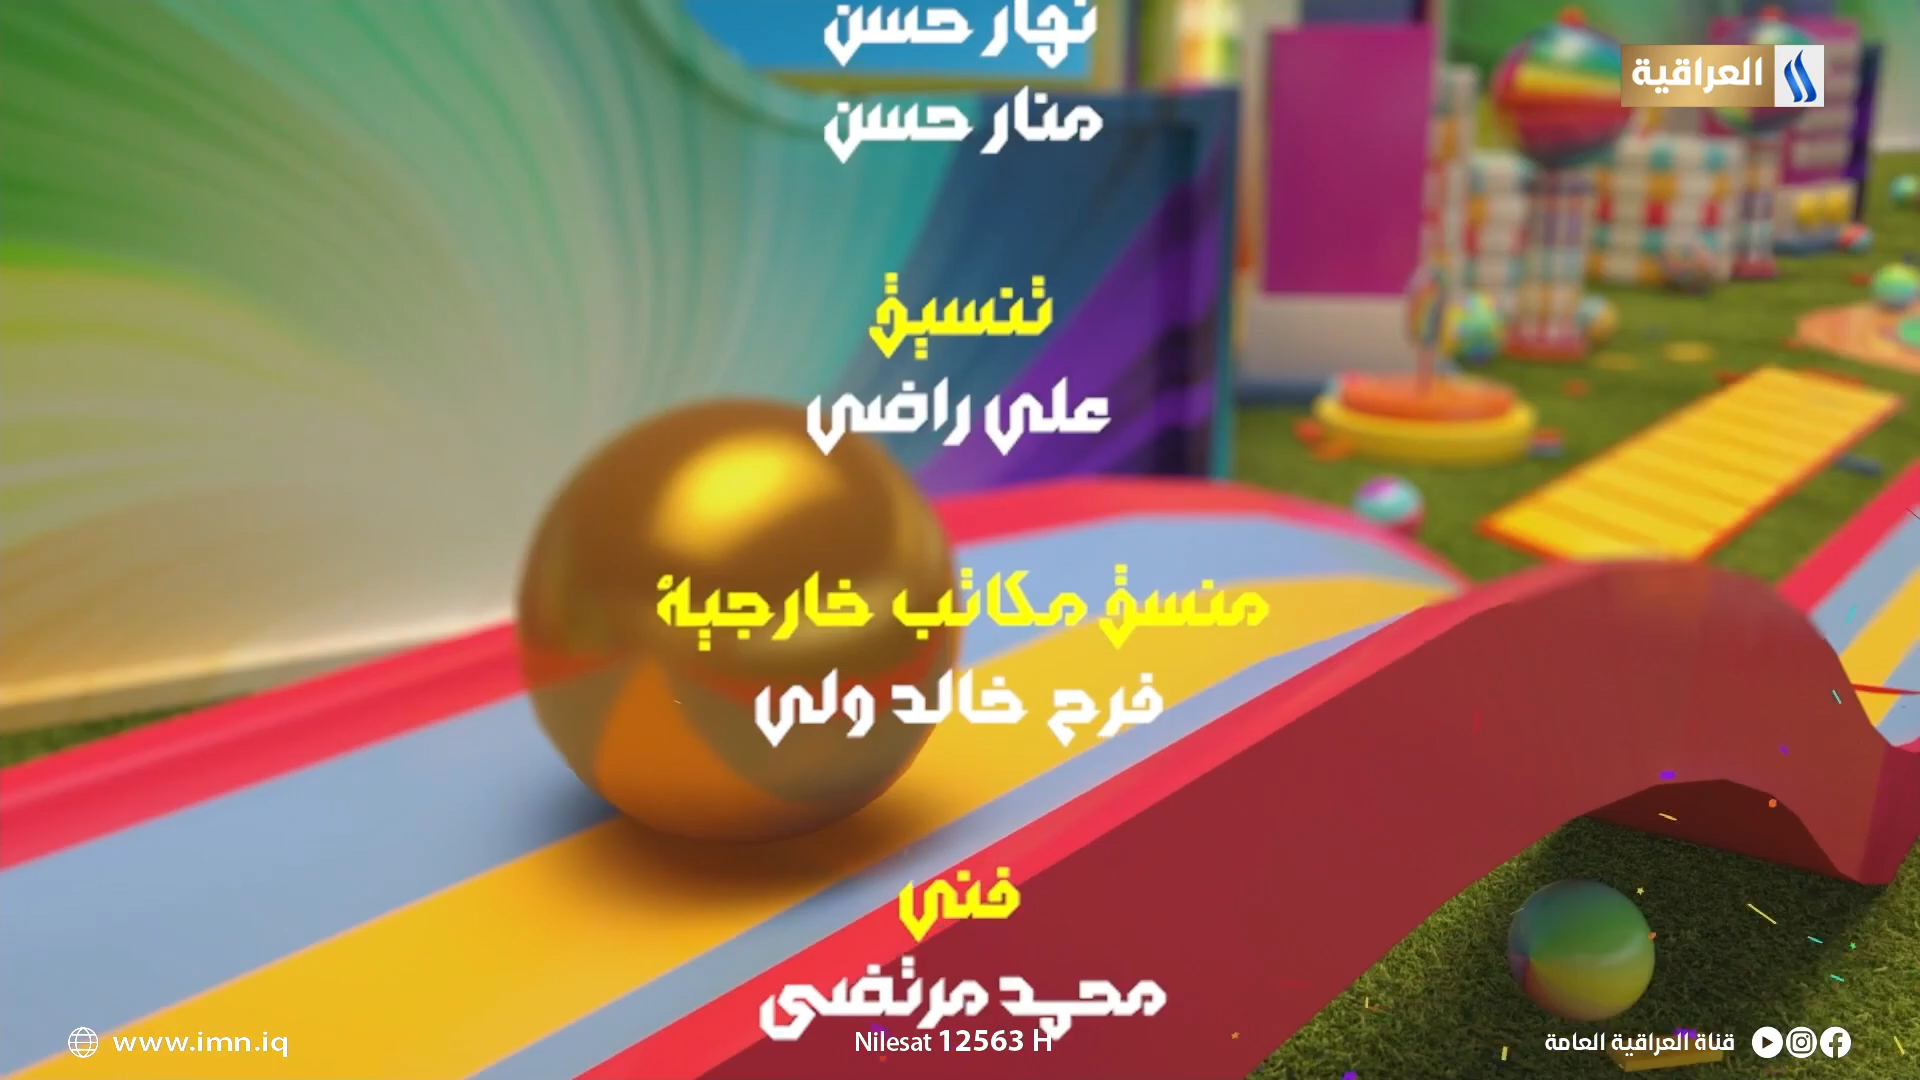 نهار حسن
العراقية
منار حسن
تنسيق
علي راضي
منسق مكاتب خارجية
فرح خالد ولي
فني
محمد مرتضى
www.imn.iq
Nilesat 12563 H
قناة العراقية العامة